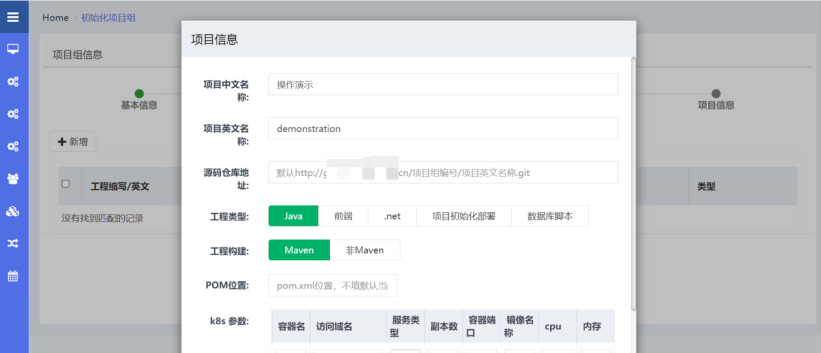 Home > 初始化项目组
项目组信息
基本信息
项目信息
+ 新增
工程缩写/英文
类型
没有找到匹配的记录
项目信息
项目中文名
称:
操作演示
项目英文名
称:
demonstration
源码仓库地
址:
默认http://g cn/项目组编号/项目英文名称.git
工程类型:
Java 前端 .net 项目初始化部署 数据库脚本
工程构建:
Maven 非Maven
POM位置:
pom.xml位置，不填默认当
k8s 参数:
容器名 访问域名 服务类型 副本数 容器端口 镜像名称 cpu 内存